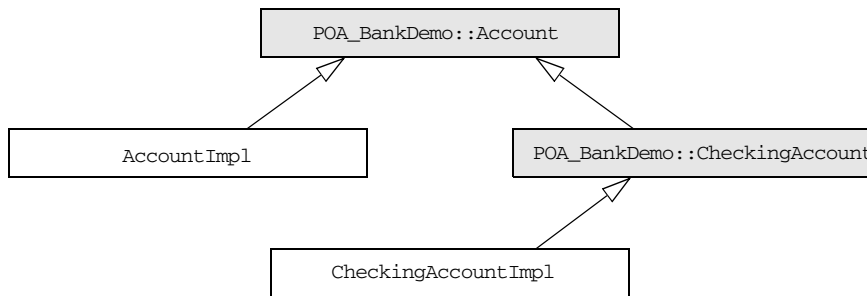 POA_BankDemo::Account
AccountImpl
POA_BankDemo::CheckingAccount
CheckingAccountImpl